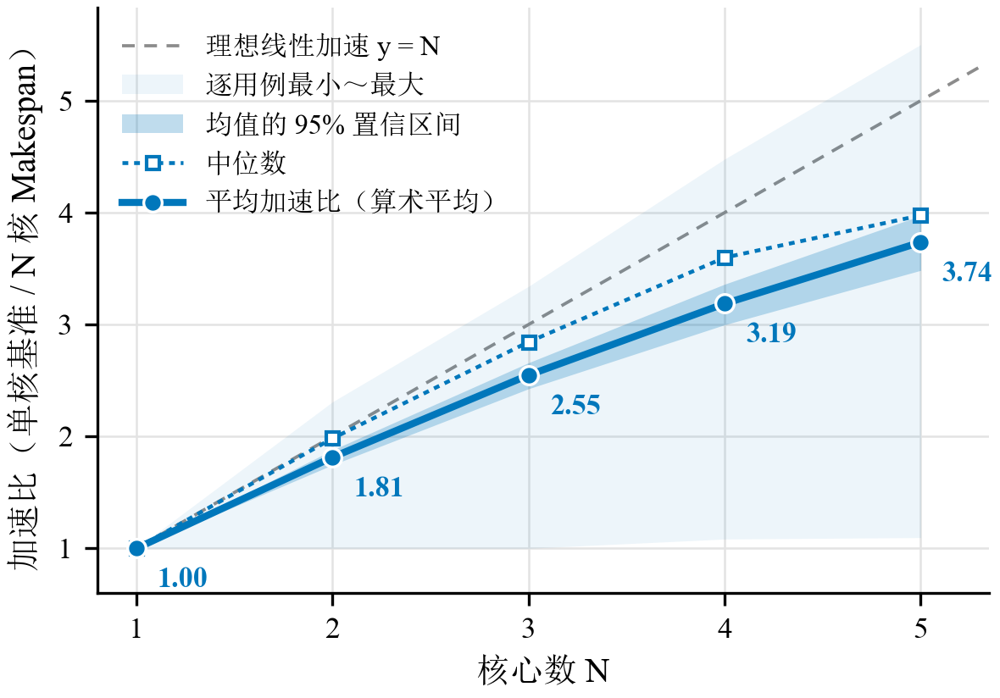 理想线性加速 y = N
逐用例最小～最大
均值的 95% 置信区间
中位数
平均加速比（算术平均）
加速比（单核基准 / N 核 Makespan）
5
4
3
2
1
3.74
3.19
2.55
1.81
1.00
1 2 3 4 5
核心数 N